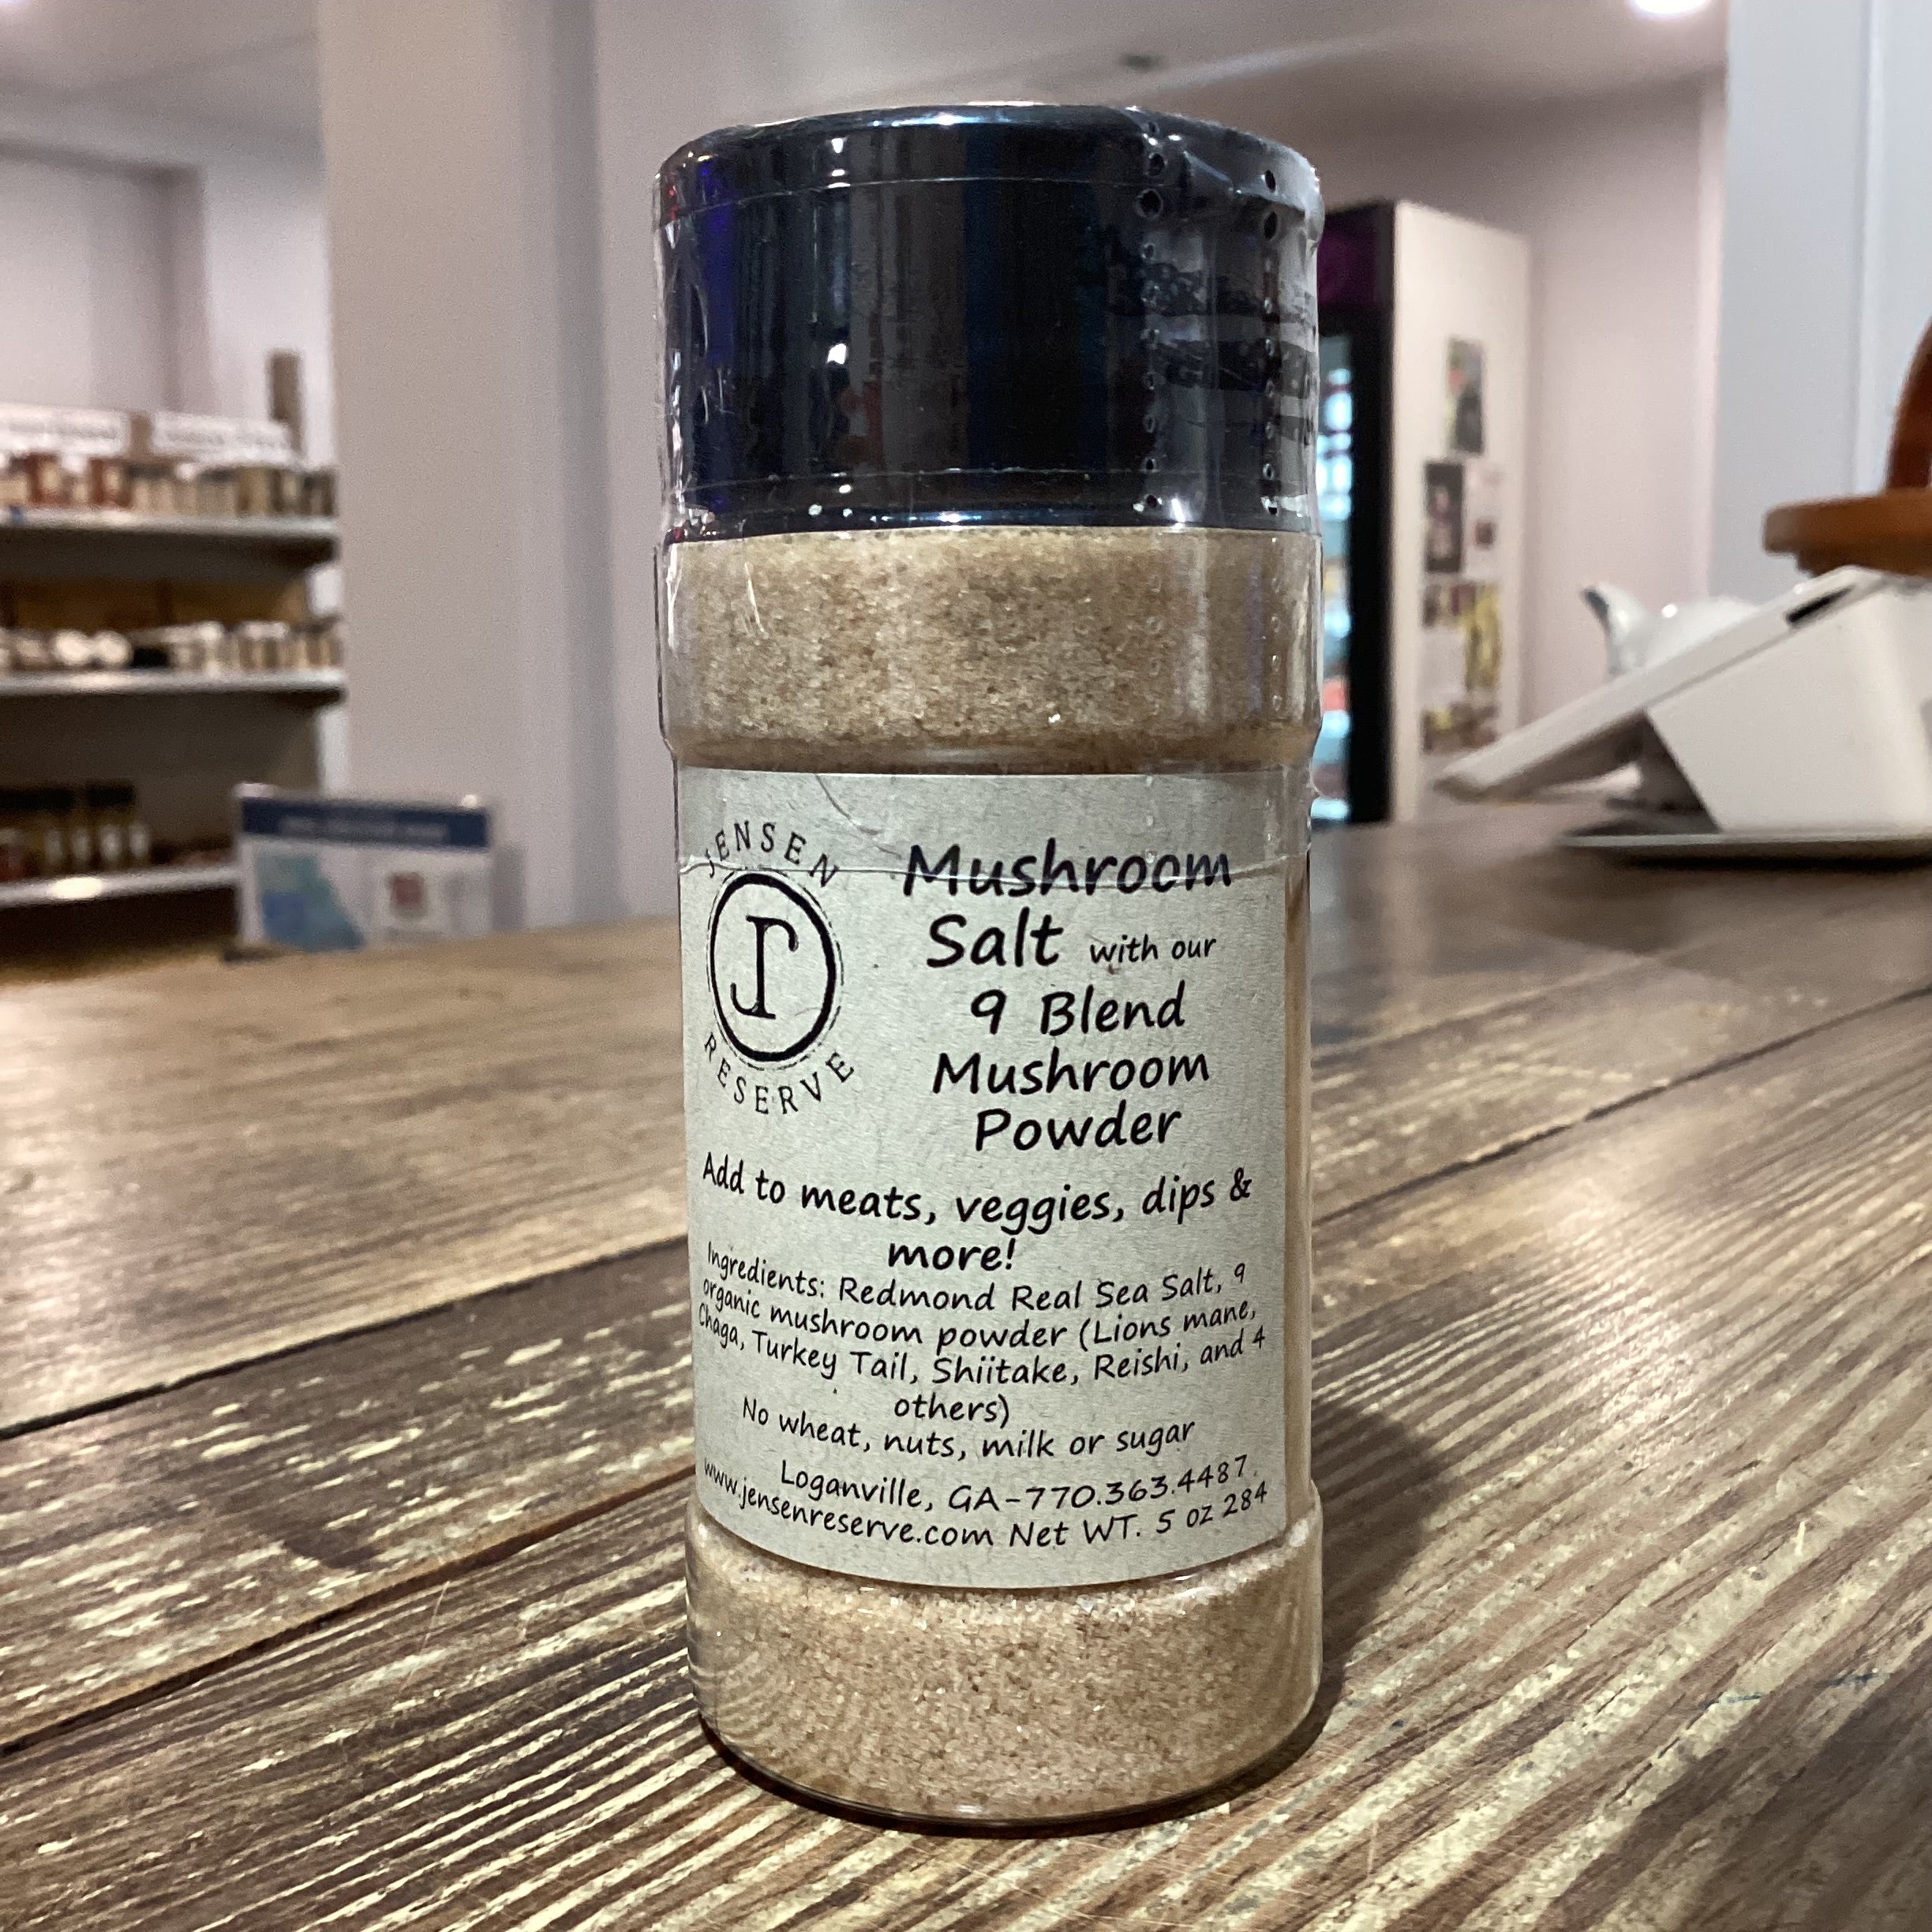 JENSEN
JR
RESERVE
Mushroom
Salt with our
9 Blend
Mushroom
Powder
Add to meats, veggies, dips &
more!
Ingredients: Redmond Real Sea Salt, 9
organic mushroom powder (Lions mane,
Chaga, Turkey Tail, Shiitake, Reishi, and 4
others)
No wheat, nuts, milk or sugar
Loganville, GA-770.363.4487
www.jensenreserve.com Net WT. 5 oz 284